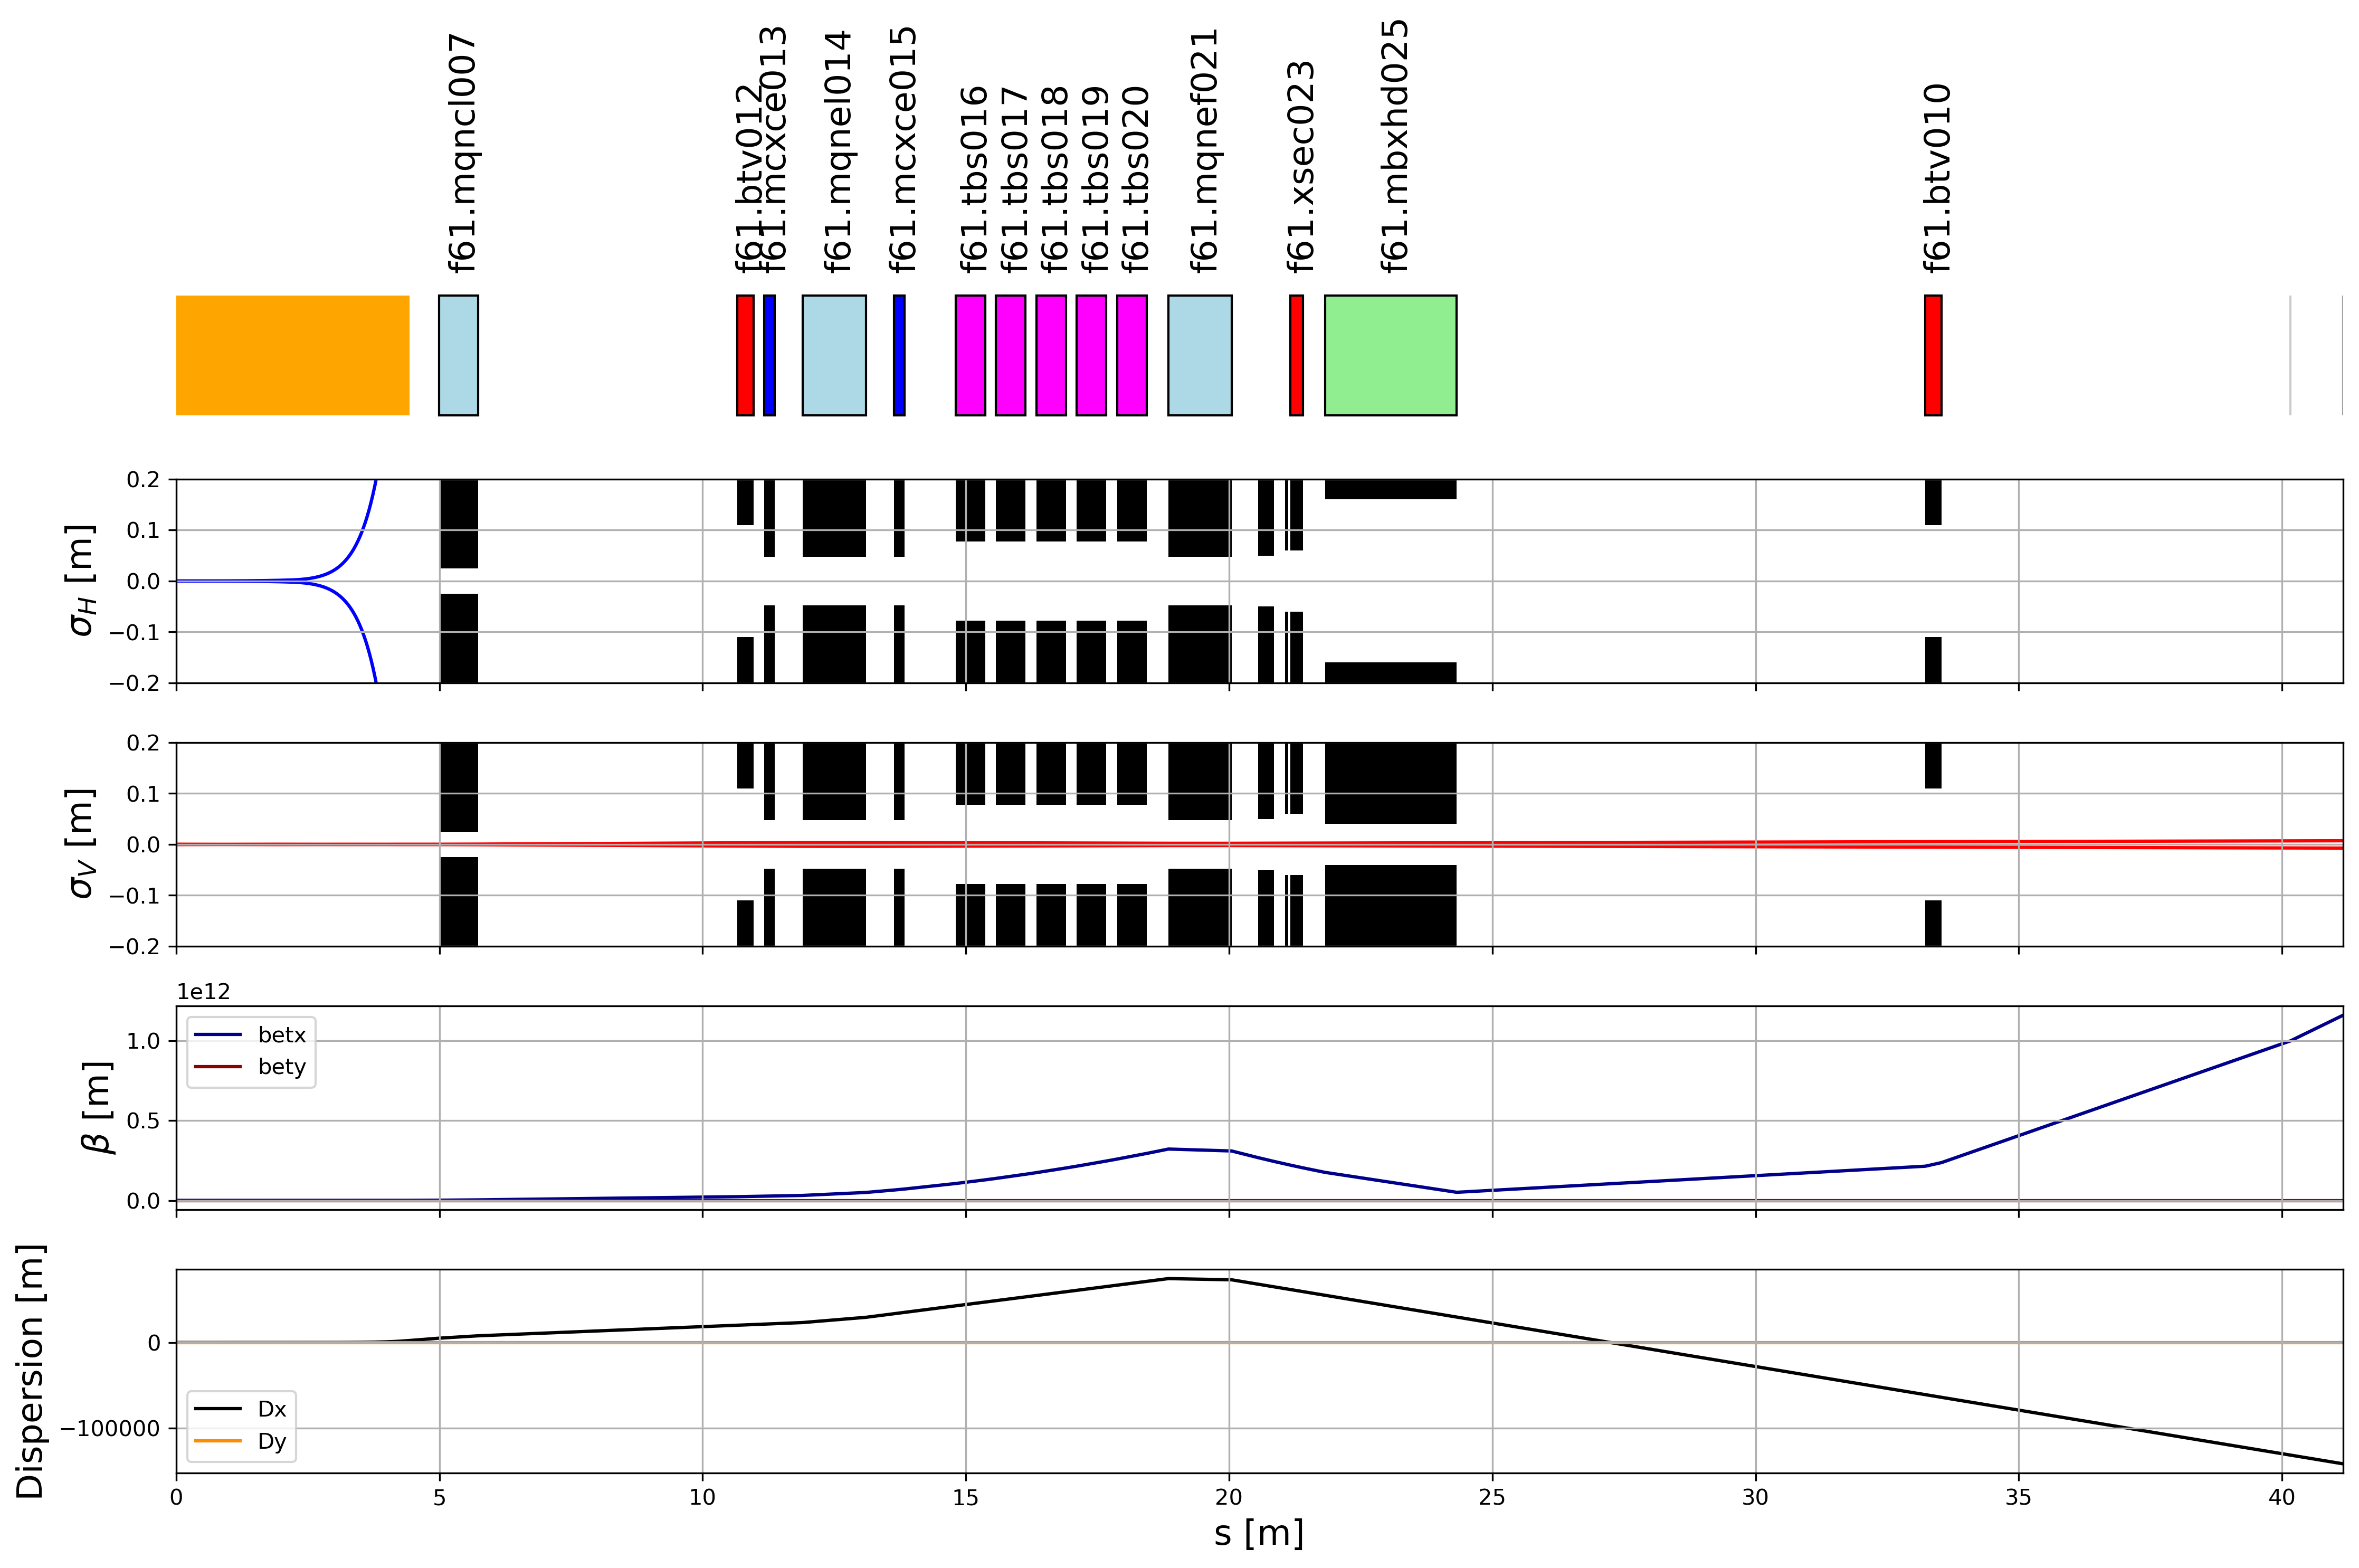 f61.mqncl007
f61.btv012
f61.mcxce013
f61.mqnel014
f61.mcxce015
f61.tbs016
f61.tbs017
f61.tbs018
f61.tbs019
f61.tbs020
f61.mqnef021
f61.xsec023
f61.mbxhd025
f61.btv010
σH [m]
0.2
0.1
0.0
−0.1
−0.2
σV [m]
0.2
0.1
0.0
−0.1
−0.2
1e12
β [m]
1.0
0.5
0.0
betx
bety
Dispersion [m]
0
−100000
Dx
Dy
0 5 10 15 20 25 30 35 40
s [m]